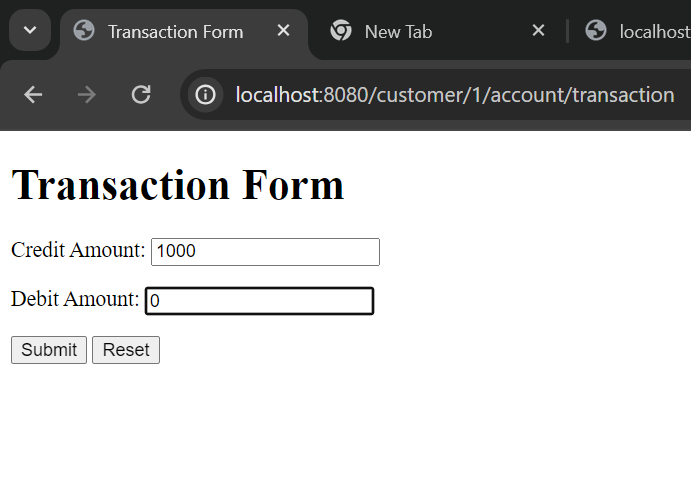 Transaction Form
New Tab
localhost
localhost:8080/customer/1/account/transaction
Transaction Form
Credit Amount: 1000
Debit Amount: 0
Submit Reset